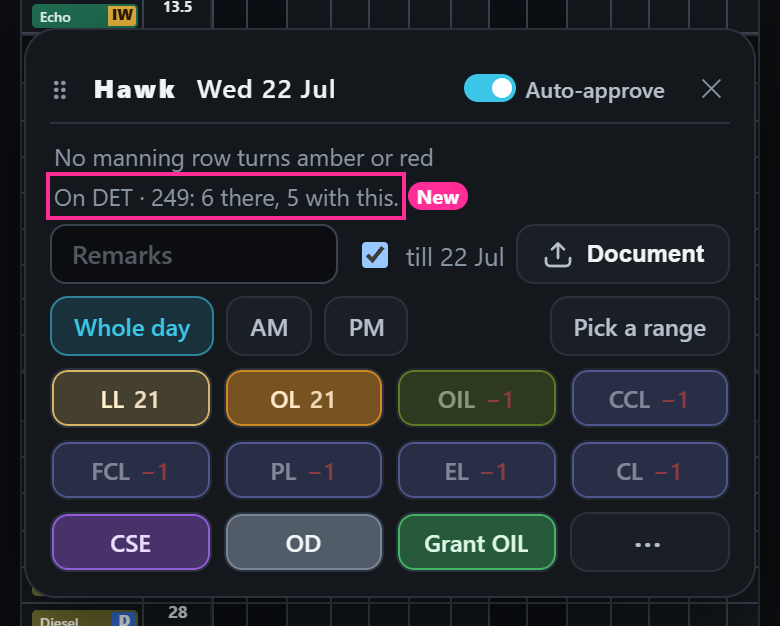 Echo IW 13.5
Hawk Wed 22 Jul Auto-approve
No manning row turns amber or red
On DET · 249: 6 there, 5 with this. New
Remarks till 22 Jul Document
Whole day AM PM Pick a range
LL 21 OL 21 OIL −1 CCL −1
FCL −1 PL −1 EL −1 CL −1
CSE OD Grant OIL ...
Diesel D 28